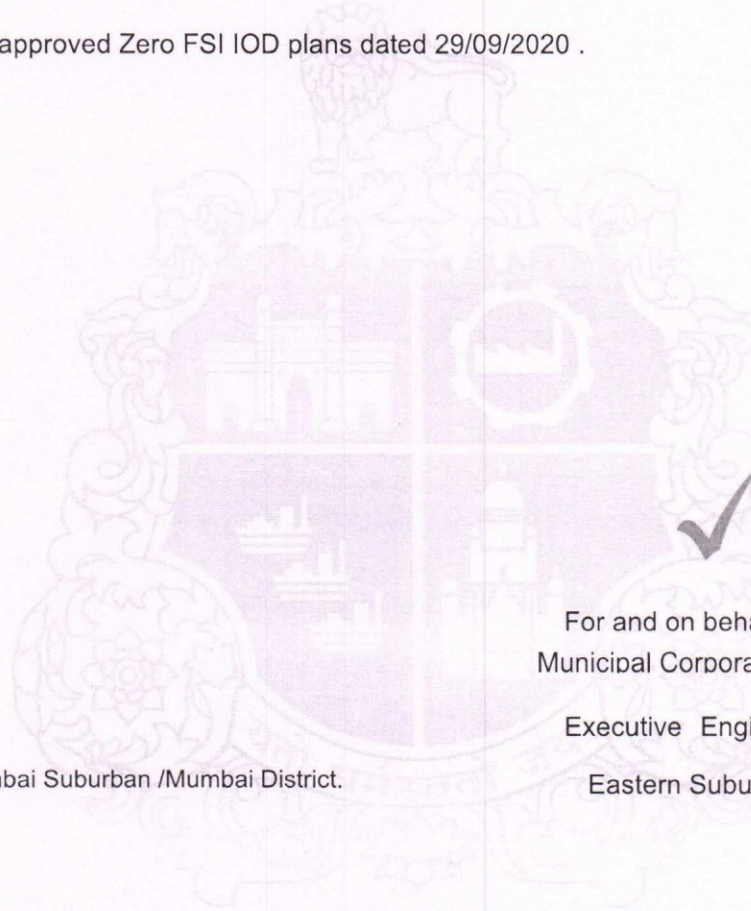 approved Zero FSI IOD plans dated 29/09/2020 .
For and on beha
Municipal Corpora
Executive Engi
bai Suburban /Mumbai District.
Eastern Subu